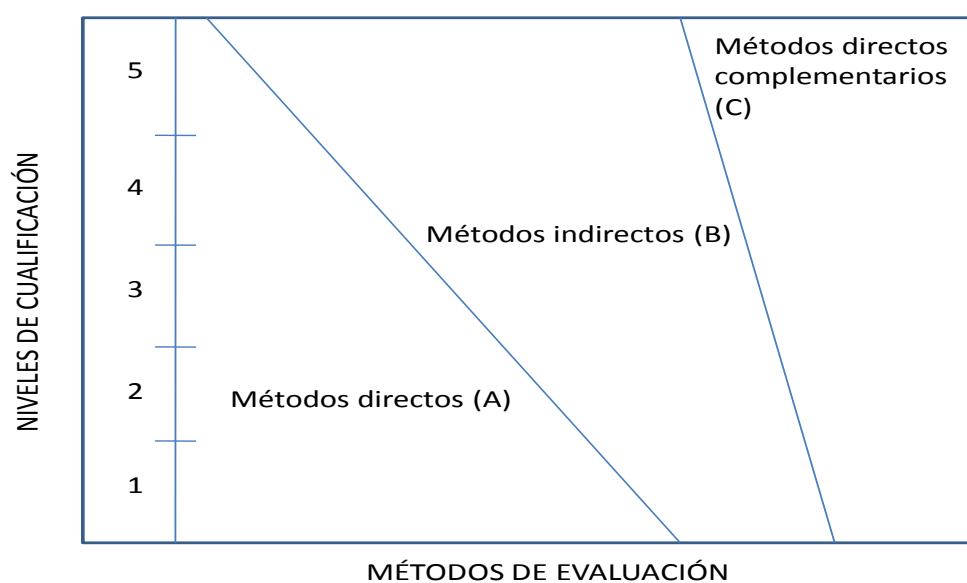 NIVELES DE CUALIFICACIÓN
5
4
3
2
1
Métodos directos
complementarios
(C)
Métodos indirectos (B)
Métodos directos (A)
MÉTODOS DE EVALUACIÓN